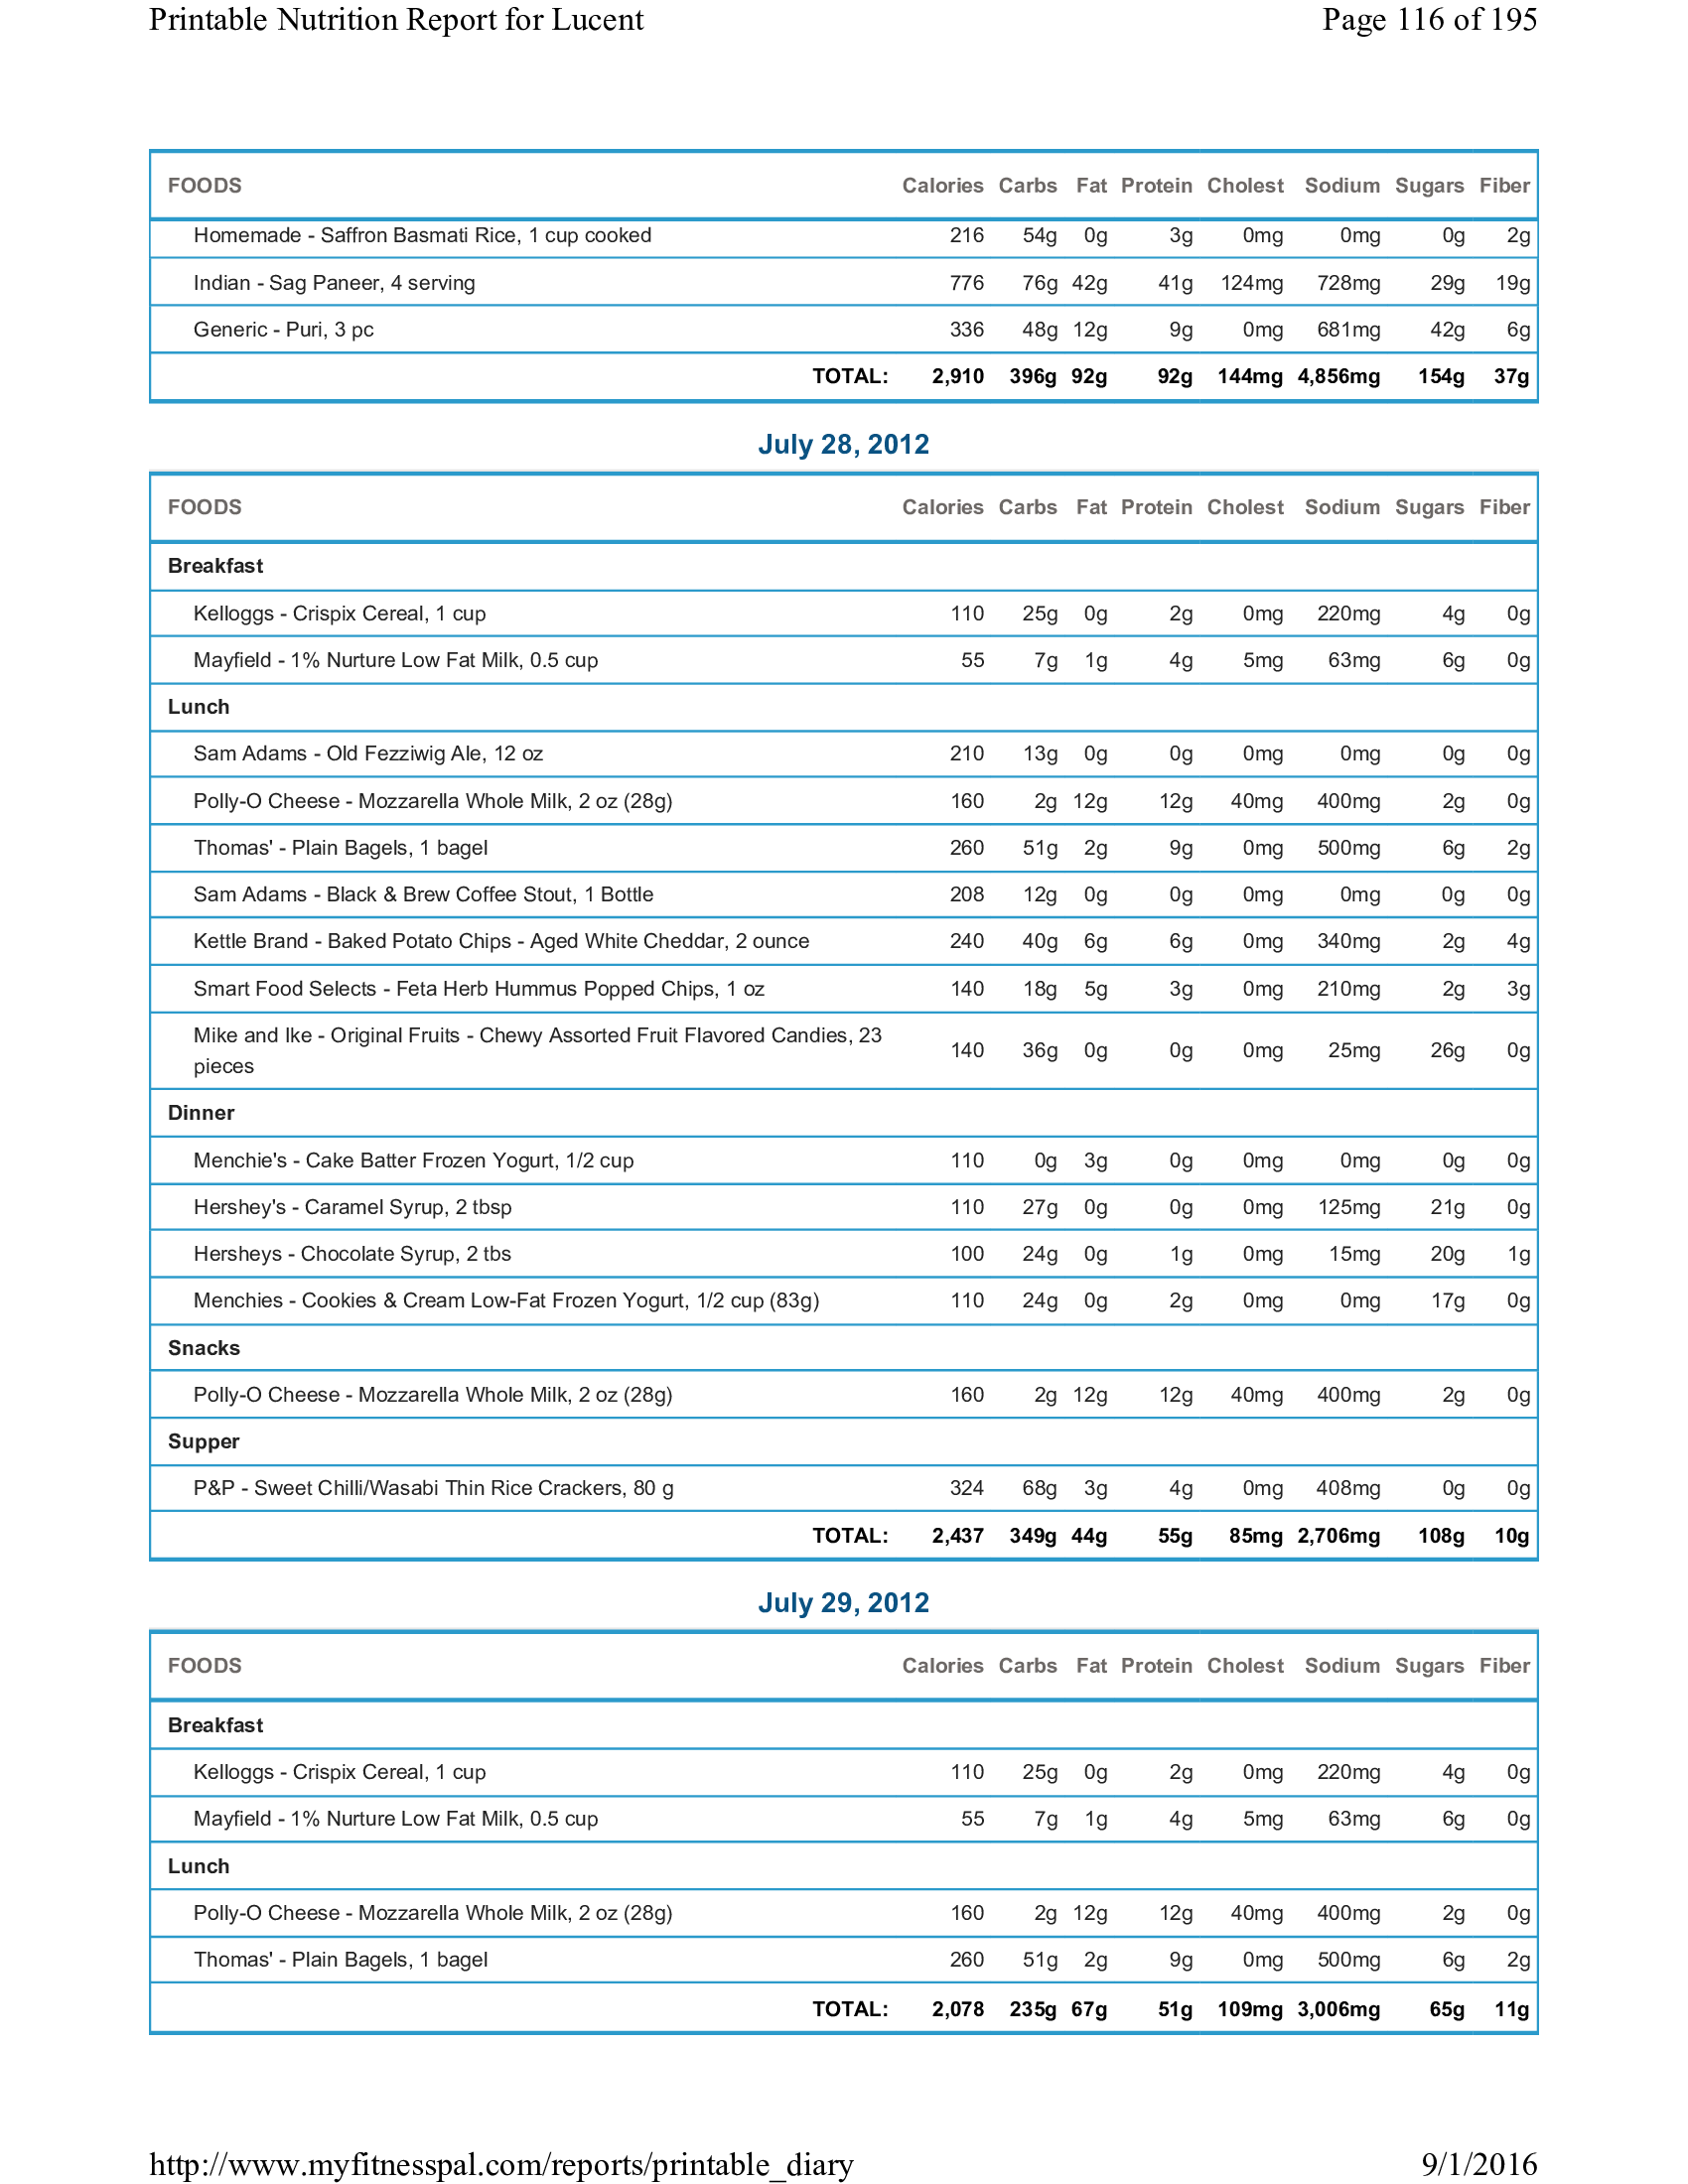 Printable Nutrition Report for Lucent Page 116 of 195
FOODS Calories Carbs Fat Protein Cholest Sodium Sugars Fiber
Homemade - Saffron Basmati Rice, 1 cup cooked 216 54g 0g 3g 0mg 0mg 0g 2g
Indian - Sag Paneer, 4 serving 776 76g 42g 41g 124mg 728mg 29g 19g
Generic - Puri, 3 pc 336 48g 12g 9g 0mg 681mg 42g 6g
TOTAL: 2,910 396g 92g 92g 144mg 4,856mg 154g 37g
July 28, 2012
FOODS Calories Carbs Fat Protein Cholest Sodium Sugars Fiber
Breakfast
Kelloggs - Crispix Cereal, 1 cup 110 25g 0g 2g 0mg 220mg 4g 0g
Mayfield - 1% Nurture Low Fat Milk, 0.5 cup 55 7g 1g 4g 5mg 63mg 6g 0g
Lunch
Sam Adams - Old Fezziwig Ale, 12 oz 210 13g 0g 0g 0mg 0mg 0g 0g
Polly-O Cheese - Mozzarella Whole Milk, 2 oz (28g) 160 2g 12g 12g 40mg 400mg 2g 0g
Thomas' - Plain Bagels, 1 bagel 260 51g 2g 9g 0mg 500mg 6g 2g
Sam Adams - Black & Brew Coffee Stout, 1 Bottle 208 12g 0g 0g 0mg 0mg 0g 0g
Kettle Brand - Baked Potato Chips - Aged White Cheddar, 2 ounce 240 40g 6g 6g 0mg 340mg 2g 4g
Smart Food Selects - Feta Herb Hummus Popped Chips, 1 oz 140 18g 5g 3g 0mg 210mg 2g 3g
Mike and Ike - Original Fruits - Chewy Assorted Fruit Flavored Candies, 23
pieces 140 36g 0g 0g 0mg 25mg 26g 0g
Dinner
Menchie's - Cake Batter Frozen Yogurt, 1/2 cup 110 0g 3g 0g 0mg 0mg 0g 0g
Hershey's - Caramel Syrup, 2 tbsp 110 27g 0g 0g 0mg 125mg 21g 0g
Hersheys - Chocolate Syrup, 2 tbs 100 24g 0g 1g 0mg 15mg 20g 1g
Menchies - Cookies & Cream Low-Fat Frozen Yogurt, 1/2 cup (83g) 110 24g 0g 2g 0mg 0mg 17g 0g
Snacks
Polly-O Cheese - Mozzarella Whole Milk, 2 oz (28g) 160 2g 12g 12g 40mg 400mg 2g 0g
Supper
P&P - Sweet Chilli/Wasabi Thin Rice Crackers, 80 g 324 68g 3g 4g 0mg 408mg 0g 0g
TOTAL: 2,437 349g 44g 55g 85mg 2,706mg 108g 10g
July 29, 2012
FOODS Calories Carbs Fat Protein Cholest Sodium Sugars Fiber
Breakfast
Kelloggs - Crispix Cereal, 1 cup 110 25g 0g 2g 0mg 220mg 4g 0g
Mayfield - 1% Nurture Low Fat Milk, 0.5 cup 55 7g 1g 4g 5mg 63mg 6g 0g
Lunch
Polly-O Cheese - Mozzarella Whole Milk, 2 oz (28g) 160 2g 12g 12g 40mg 400mg 2g 0g
Thomas' - Plain Bagels, 1 bagel 260 51g 2g 9g 0mg 500mg 6g 2g
TOTAL: 2,078 235g 67g 51g 109mg 3,006mg 65g 11g
http://www.myfitnesspal.com/reports/printable_diary 9/1/2016